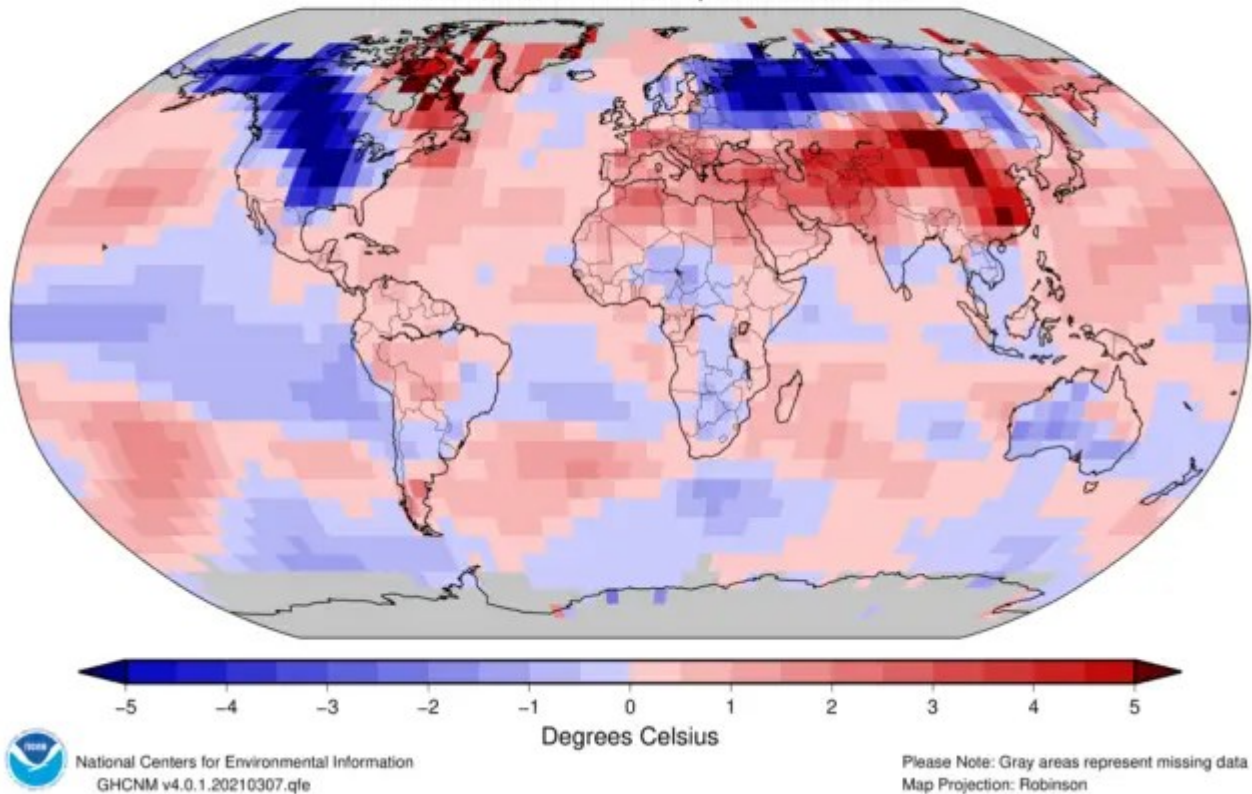 −5 −4 −3 −2 −1 0 1 2 3 4 5
Degrees Celsius
National Centers for Environmental Information
GHCNM v4.0.1.20210307.qfe
Please Note: Gray areas represent missing data
Map Projection: Robinson